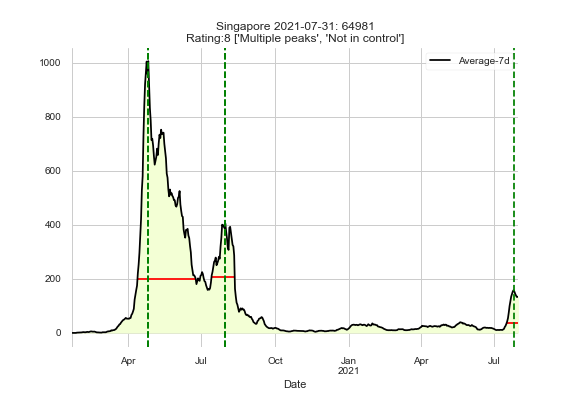 Singapore 2021-07-31: 64981
Rating:8 ['Multiple peaks', 'Not in control']
Average-7d
1000
800
600
400
200
0
Apr
Jul
Oct
Jan
2021
Apr
Jul
Date